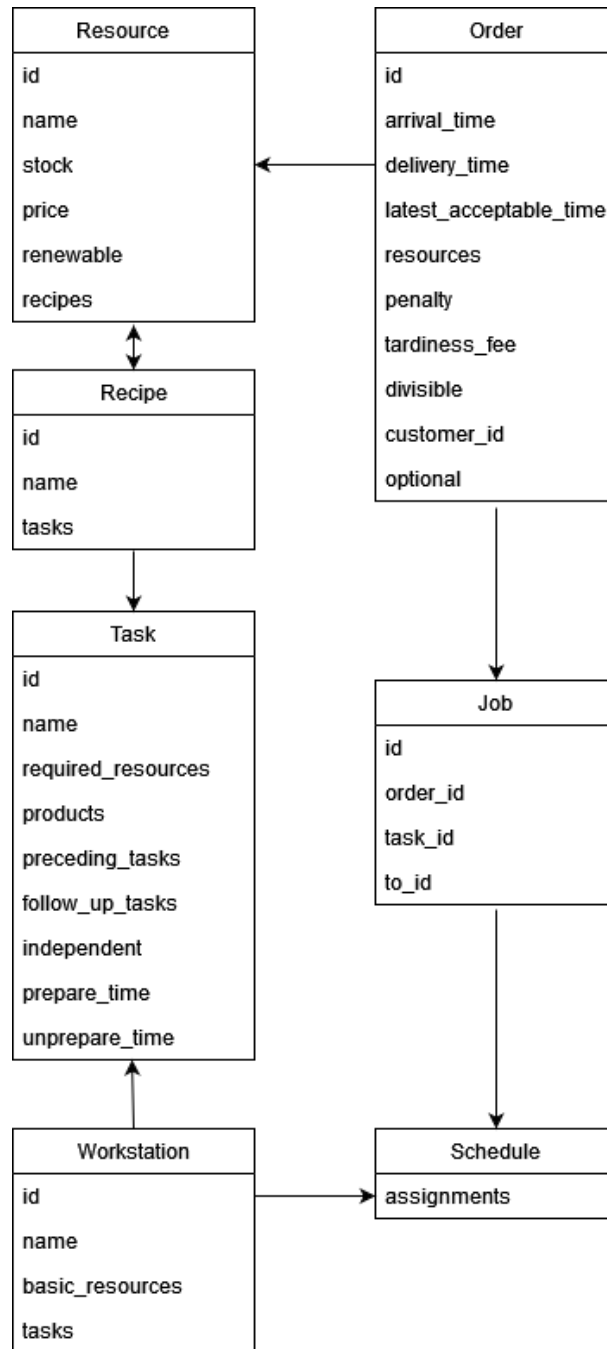 Resource
id
name
stock
price
renewable
recipes
Order
id
arrival_time
delivery_time
latest_acceptable_time
resources
penalty
tardiness_fee
divisible
customer_id
optional
Recipe
id
name
tasks
Task
id
name
required_resources
products
preceding_tasks
follow_up_tasks
independent
prepare_time
unprepare_time
Job
id
order_id
task_id
to_id
Workstation
id
name
basic_resources
tasks
Schedule
assignments